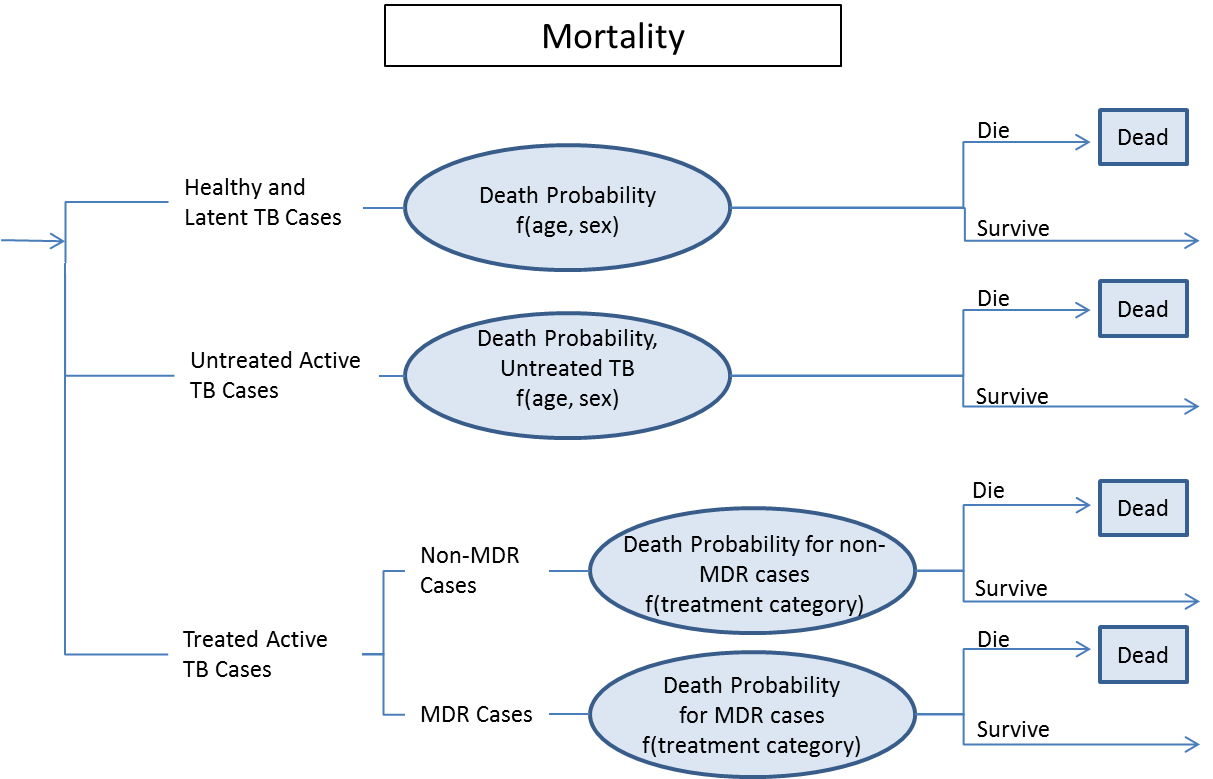 Mortality
Healthy and
Latent TB Cases
Death Probability
f(age, sex)
Die
Dead
Survive
Untreated Active
TB Cases
Death Probability,
Untreated TB
f(age, sex)
Die
Dead
Survive
Treated Active
TB Cases
Non-MDR
Cases
Death Probability for non-
MDR cases
f(treatment category)
Die
Dead
Survive
MDR Cases
Death Probability
for MDR cases
f(treatment category)
Die
Dead
Survive